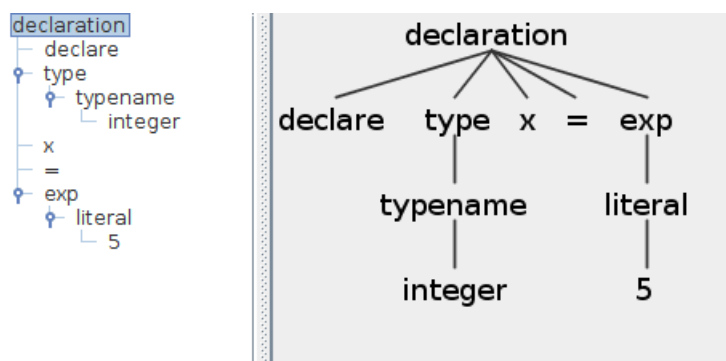 declaration
declare
type
typename
integer
x
=
exp
literal
5
declaration
declare type x = exp
typename literal
integer 5